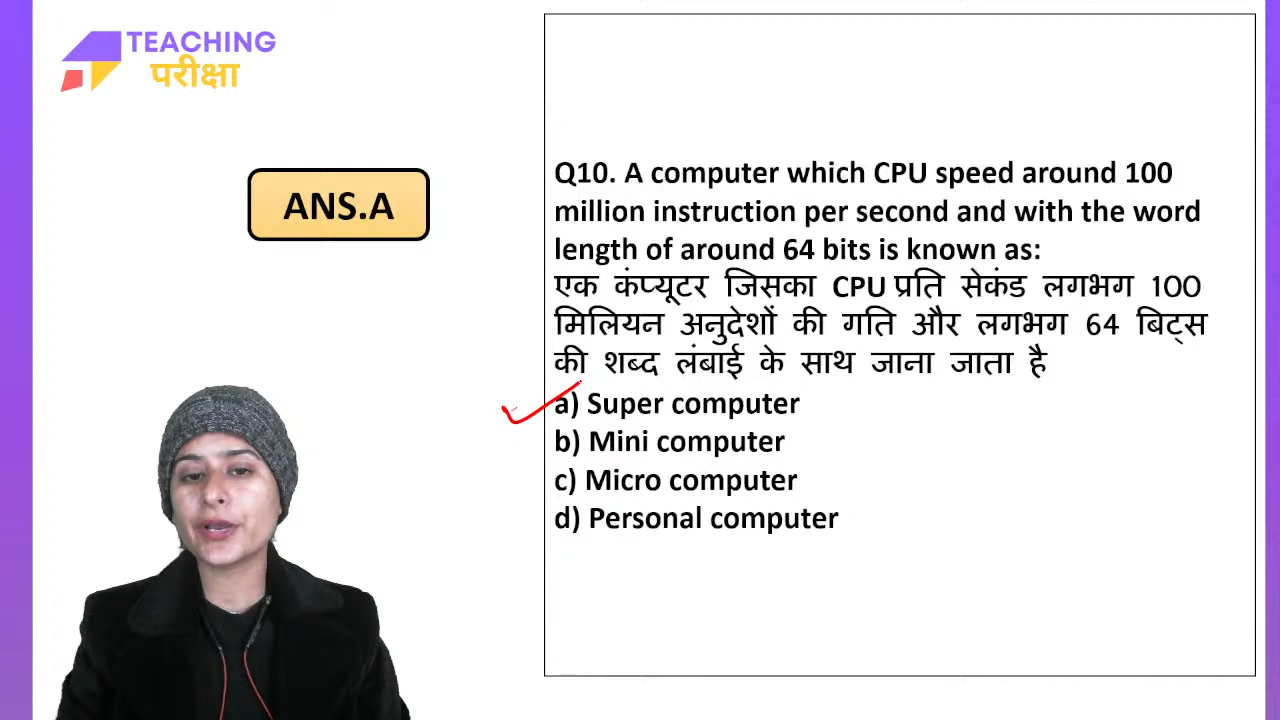 TEACHING
परीक्षा
ANS.A
Q10. A computer which CPU speed around 100
million instruction per second and with the word
length of around 64 bits is known as:
एक कंप्यूटर जिसका CPU प्रति सेकंड लगभग 100
मिलियन अनुदेशों की गति और लगभग 64 बिट्स
की शब्द लंबाई के साथ जाना जाता है
a) Super computer
b) Mini computer
c) Micro computer
d) Personal computer